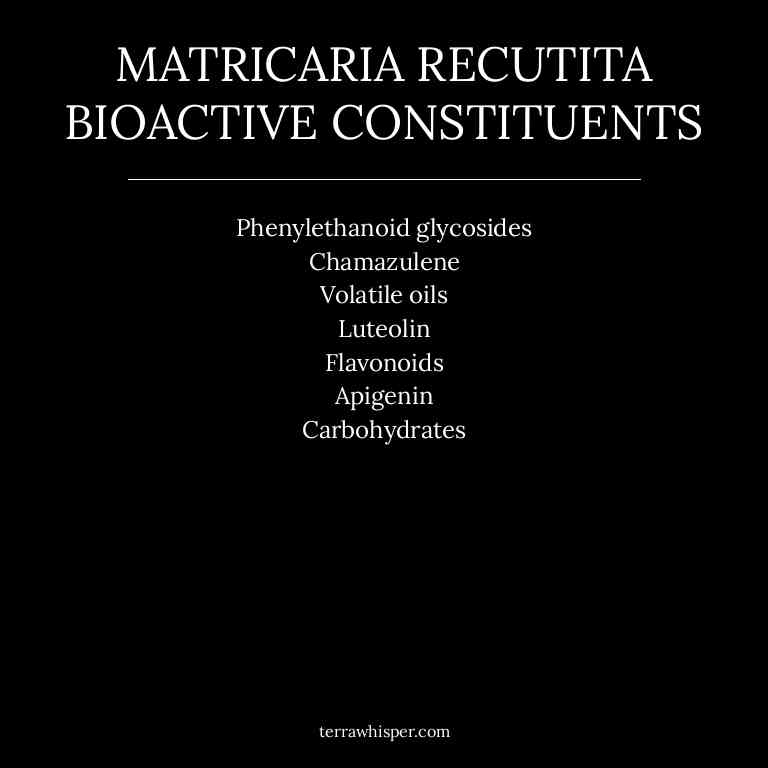 MATRICARIA RECUTITA
BIOACTIVE CONSTITUENTS
Phenylethanoid glycosides
Chamazulene
Volatile oils
Luteolin
Flavonoids
Apigenin
Carbohydrates
terrawhisper.com